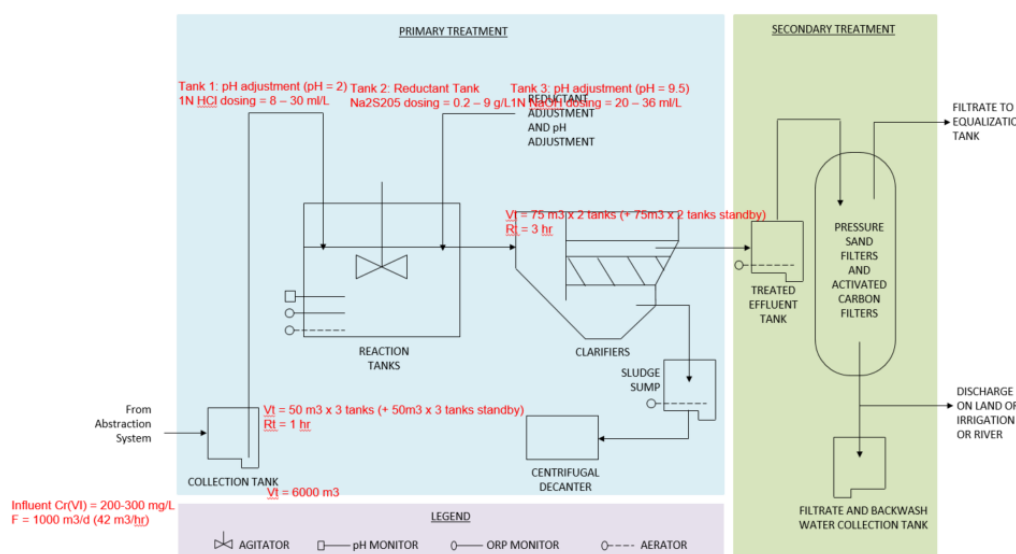 PRIMARY TREATMENT
SECONDARY TREATMENT
Tank 1: pH adjustment (pH = 2)
1N HCl dosing = 8 – 30 ml/L
Tank 2: Reductant Tank
Na2S205 dosing = 0.2 – 9 g/L
Tank 3: pH adjustment (pH = 9.5)
1N NaOH dosing = 20 – 36 ml/L
REDUCTANT
ADJUSTMENT
AND pH
ADJUSTMENT
FILTRATE TO
EQUALIZATIO
TANK
Vt = 75 m3 x 2 tanks (+ 75m3 x 2 tanks standby)
Rt = 3 hr
PRESSURE
SAND
FILTERS
AND
ACTIVATED
CARBON
FILTERS
TREATED
EFFLUENT
TANK
REACTION
TANKS
CLARIFIERS
SLUDGE
SUMP
From
Abstraction
System
Vt = 50 m3 x 3 tanks (+ 50m3 x 3 tanks standby)
Rt = 1 hr
DISCHARGE
ON LAND OR
IRRIGATION
OR RIVER
COLLECTION TANK
CENTRIFUGAL
DECANTER
Vt = 6000 m3
Influent Cr(VI) = 200-300 mg/L
F = 1000 m3/d (42 m3/hr)
FILTRATE AND BACKWASH
WATER COLLECTION TANK
LEGEND
AGITATOR
pH MONITOR
ORP MONITOR
AERATOR